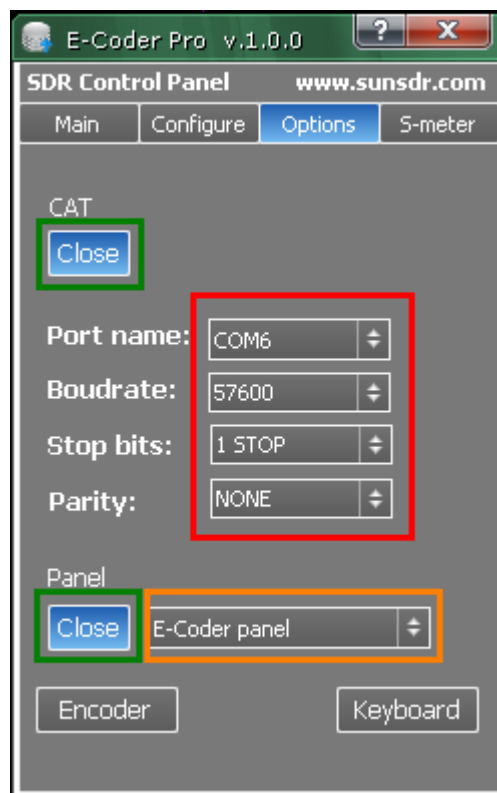 E-Coder Pro v.1.0.0 ? X
SDR Control Panel www.sunsdr.com
Main Configure Options S-meter
CAT
Close
Port name: COM6
Boudrate: 57600
Stop bits: 1 STOP
Parity: NONE
Panel
Close E-Coder panel
Encoder Keyboard